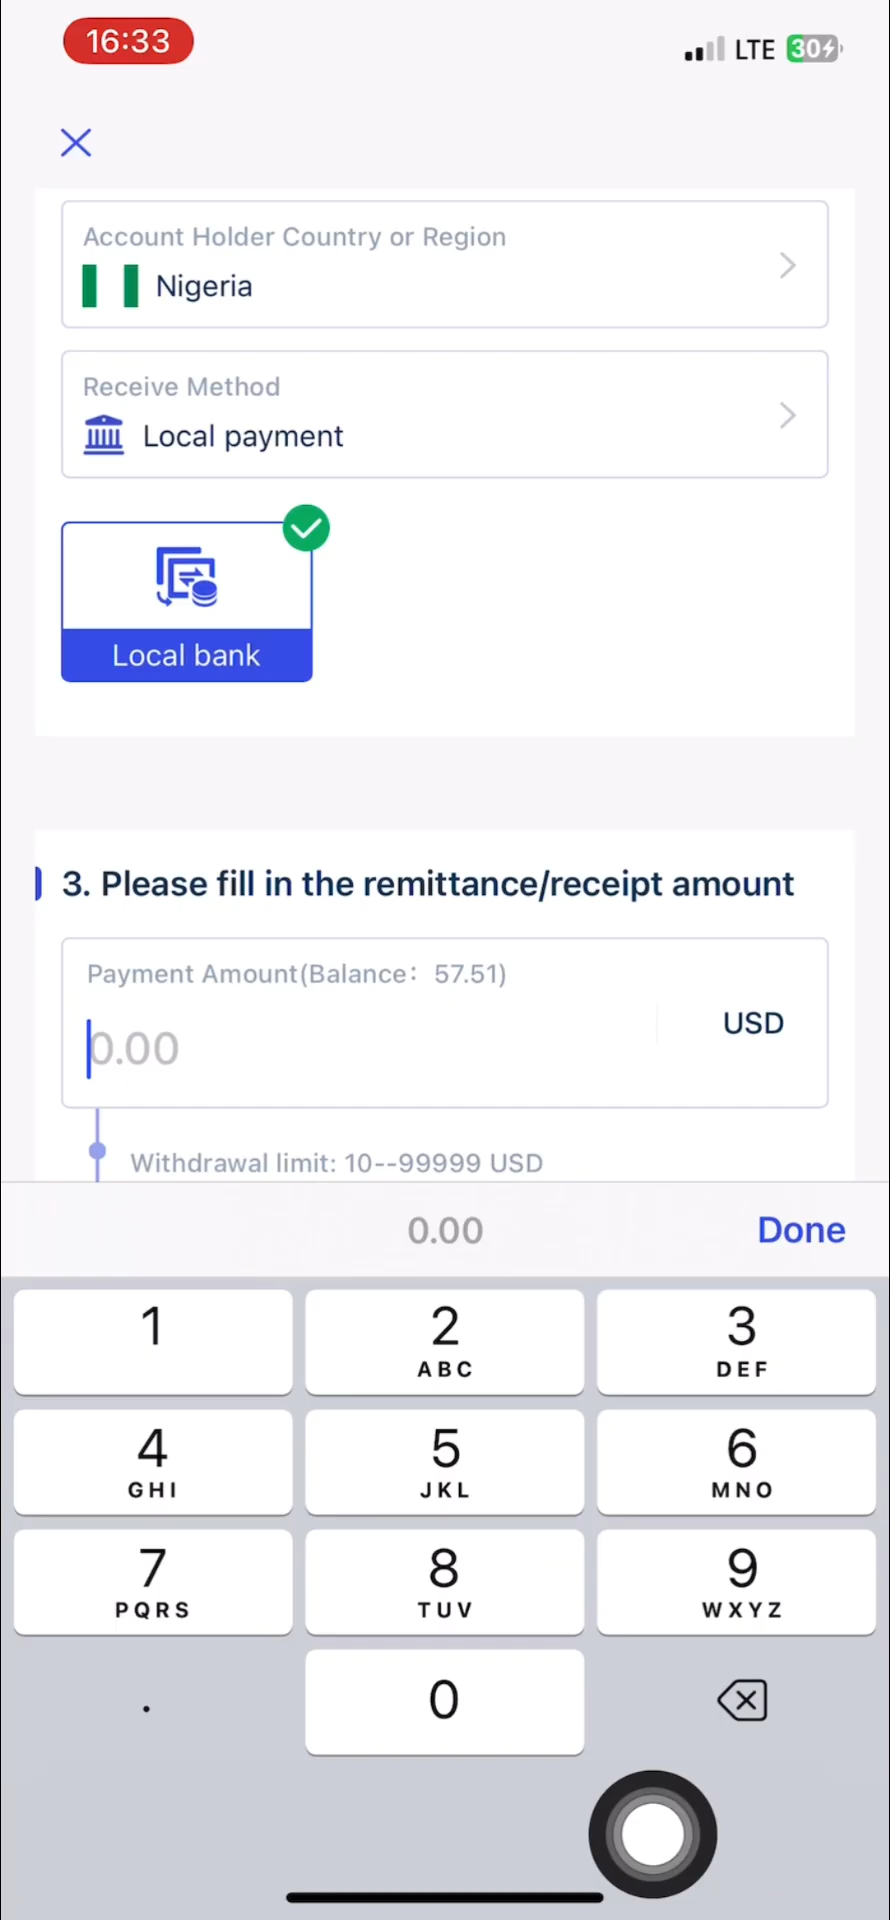 16:33
LTE 30
Account Holder Country or Region
Nigeria
Receive Method
Local payment
Local bank
3. Please fill in the remittance/receipt amount
Payment Amount(Balance: 57.51)
0.00
USD
Withdrawal limit: 10--99999 USD
0.00
Done
1
2
ABC
3
DEF
4
GHI
5
JKL
6
MNO
7
PQRS
8
TUV
9
WXYZ
.
0